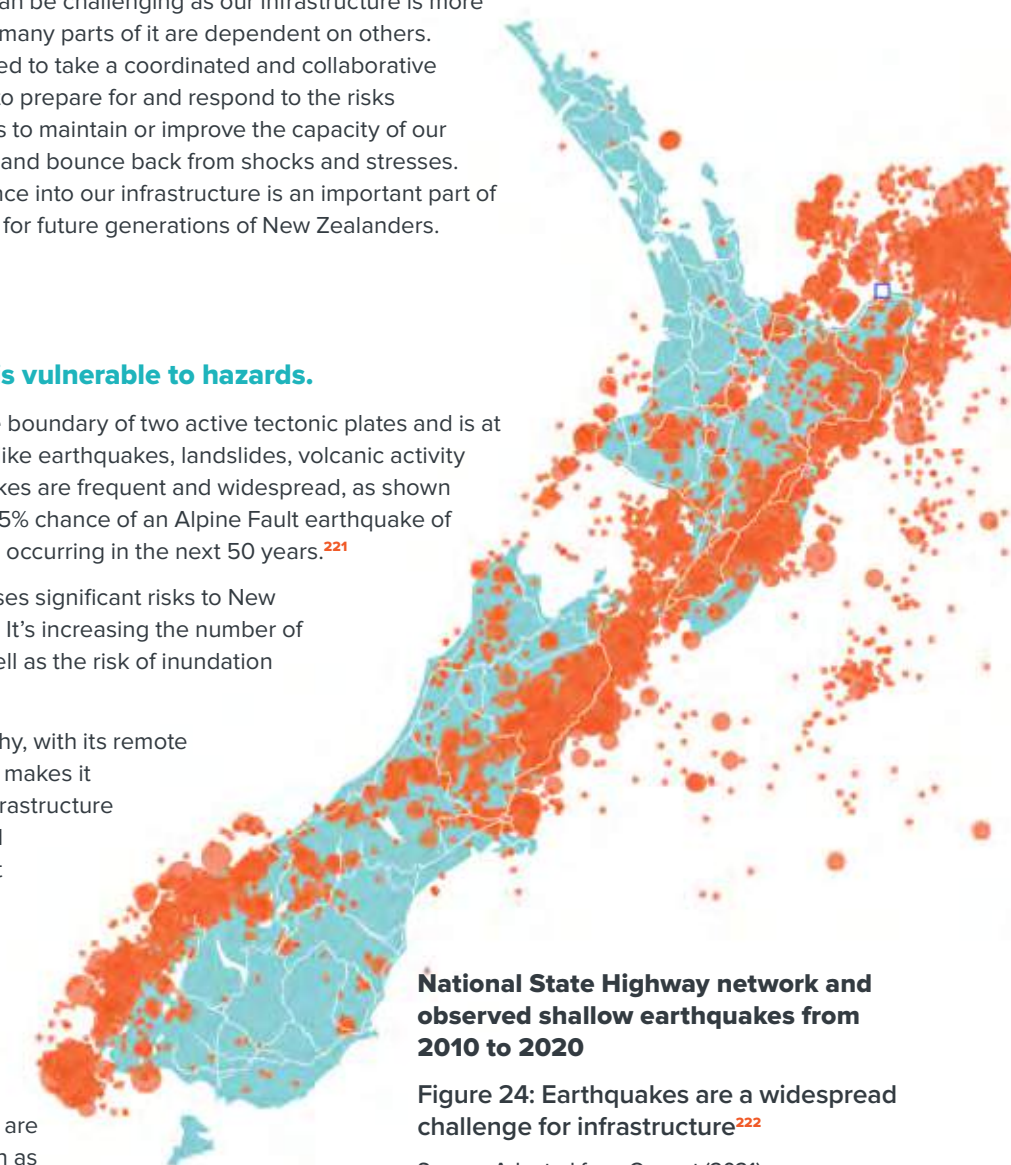 an be challenging as our infrastructure is more
many parts of it are dependent on others.
ed to take a coordinated and collaborative
to prepare for and respond to the risks
s to maintain or improve the capacity of our
and bounce back from shocks and stresses.
nce into our infrastructure is an important part of
for future generations of New Zealanders.
s vulnerable to hazards.
boundary of two active tectonic plates and is at
ike earthquakes, landslides, volcanic activity
kes are frequent and widespread, as shown
5% chance of an Alpine Fault earthquake of
occurring in the next 50 years.221
ses significant risks to New
It’s increasing the number of
ell as the risk of inundation
hy, with its remote
makes it
rastructure
National State Highway network and
observed shallow earthquakes from
2010 to 2020
Figure 24: Earthquakes are a widespread
challenge for infrastructure222
are
as